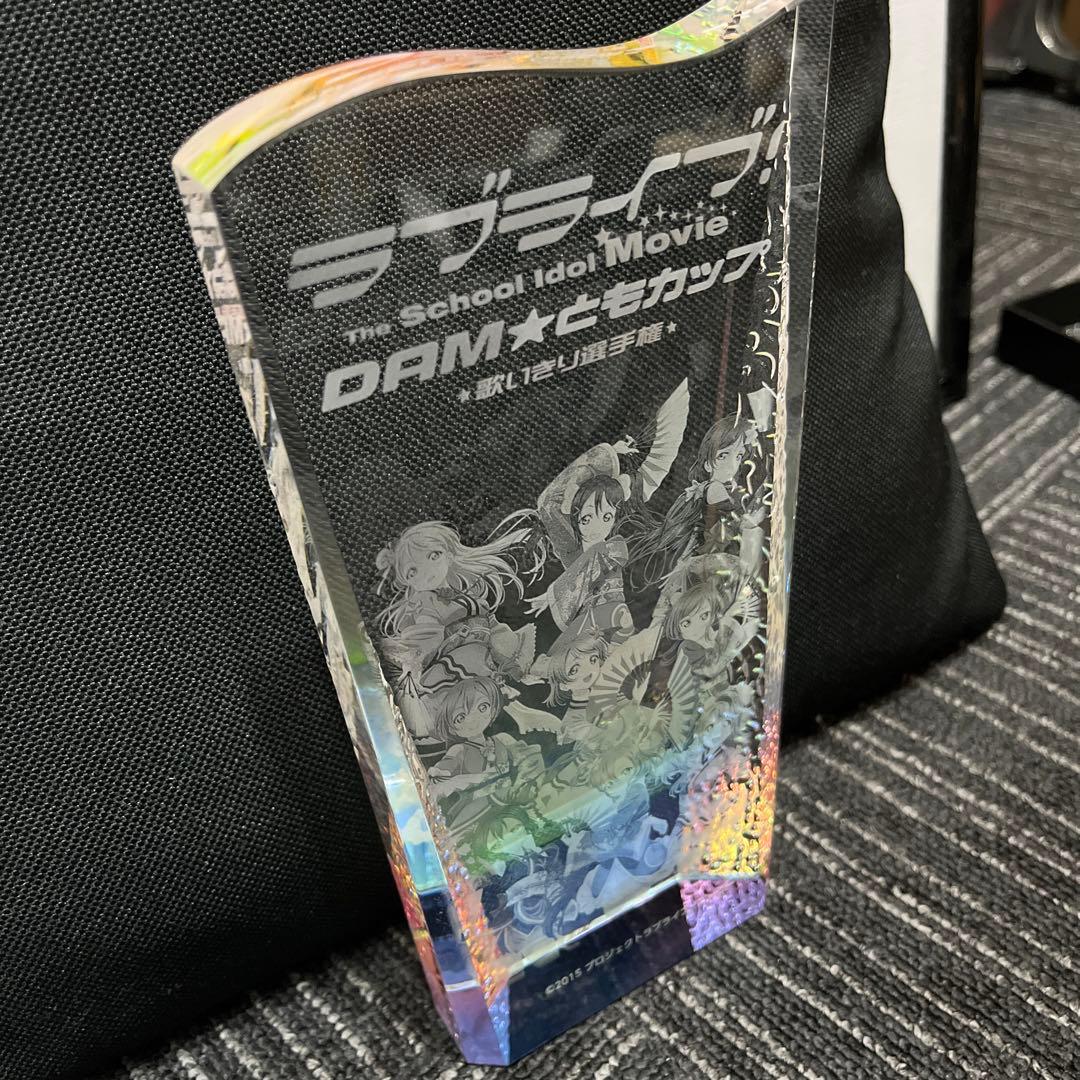 ラブライブ!
The School Idol Movie
DAM★ともカップ
★歌いきり選手権★
©2015 プロジェクトラブライブ